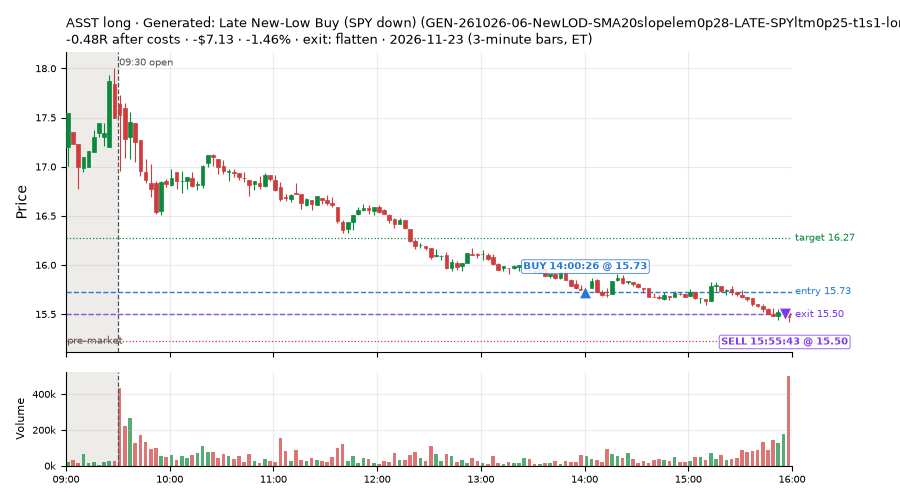 ASST long · Generated: Late New-Low Buy (SPY down) (GEN-261026-06-NewLOD-SMA20slopelem0p28-LATE-SPYltm0p25-t1s1-lo
-0.48R after costs · -$7.13 · -1.46% · exit: flatten · 2026-11-23 (3-minute bars, ET)
09:30 open
18.0
17.5
17.0
16.5
16.0
15.5
Price
target 16.27
BUY 14:00:26 @ 15.73
entry 15.73
exit 15.50
pre-market
SELL 15:55:43 @ 15.50
400k
200k
0k
Volume
09:00 10:00 11:00 12:00 13:00 14:00 15:00 16:00